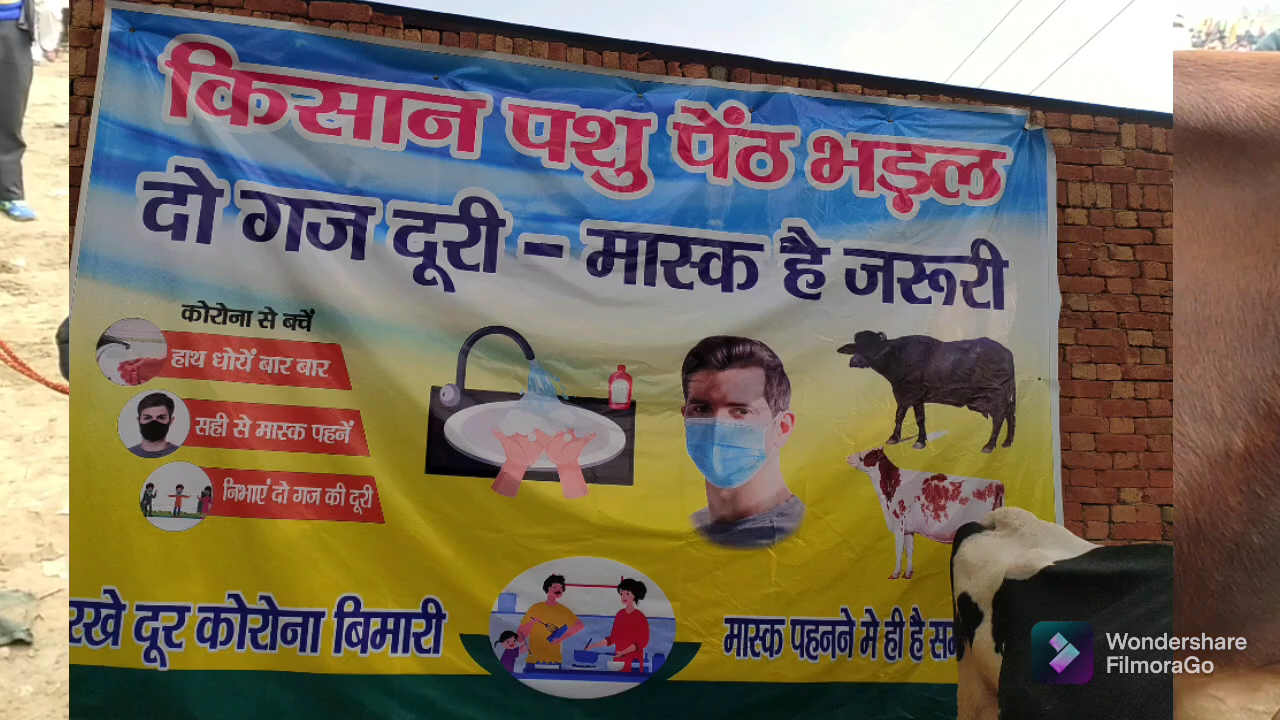 किसान पशु पेंठ भड़ल
दो गज दूरी - मास्क है जरूरी
कोरोना से बचें
हाथ धोयें बार बार
सही से मास्क पहनें
निभाएं दो गज की दूरी
रखे दूर कोरोना बिमारी
मास्क पहनने मे ही है
Wondershare
FilmoraGo